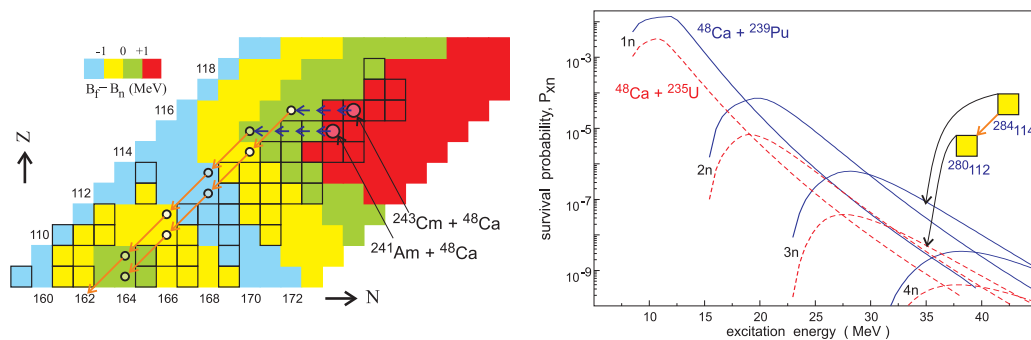 -1 0 +1
B_f – B_n (MeV)
118
116
114
112
110
Z
²⁴³Cm + ⁴⁸Ca
²⁴¹Am + ⁴⁸Ca
160 162 164 166 168 170 172 N
survival probability, P_xn
10⁻³
10⁻⁵
10⁻⁷
10⁻⁹
1n
2n
3n
4n
⁴⁸Ca + ²³⁹Pu
⁴⁸Ca + ²³⁵U
²⁸⁴114
²⁸⁰112
10 15 20 25 30 35 40
excitation energy ( MeV )